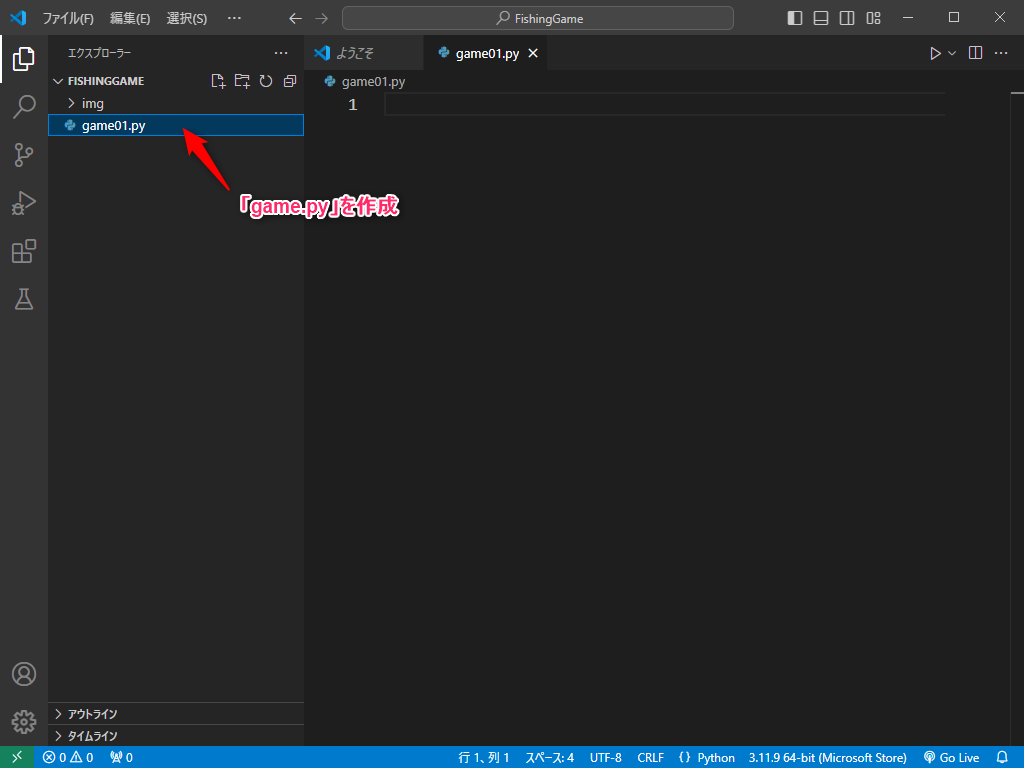 ファイル(F) 編集(E) 選択(S) ··· FishingGame
エクスプローラー ···
ようこそ game01.py
FISHINGGAME
game01.py
img
1
game01.py
「game.py」を作成
アウトライン
タイムライン
0 0 0 行 1、列 1 スペース: 4 UTF-8 CRLF {} Python 3.11.9 64-bit (Microsoft Store) Go Live